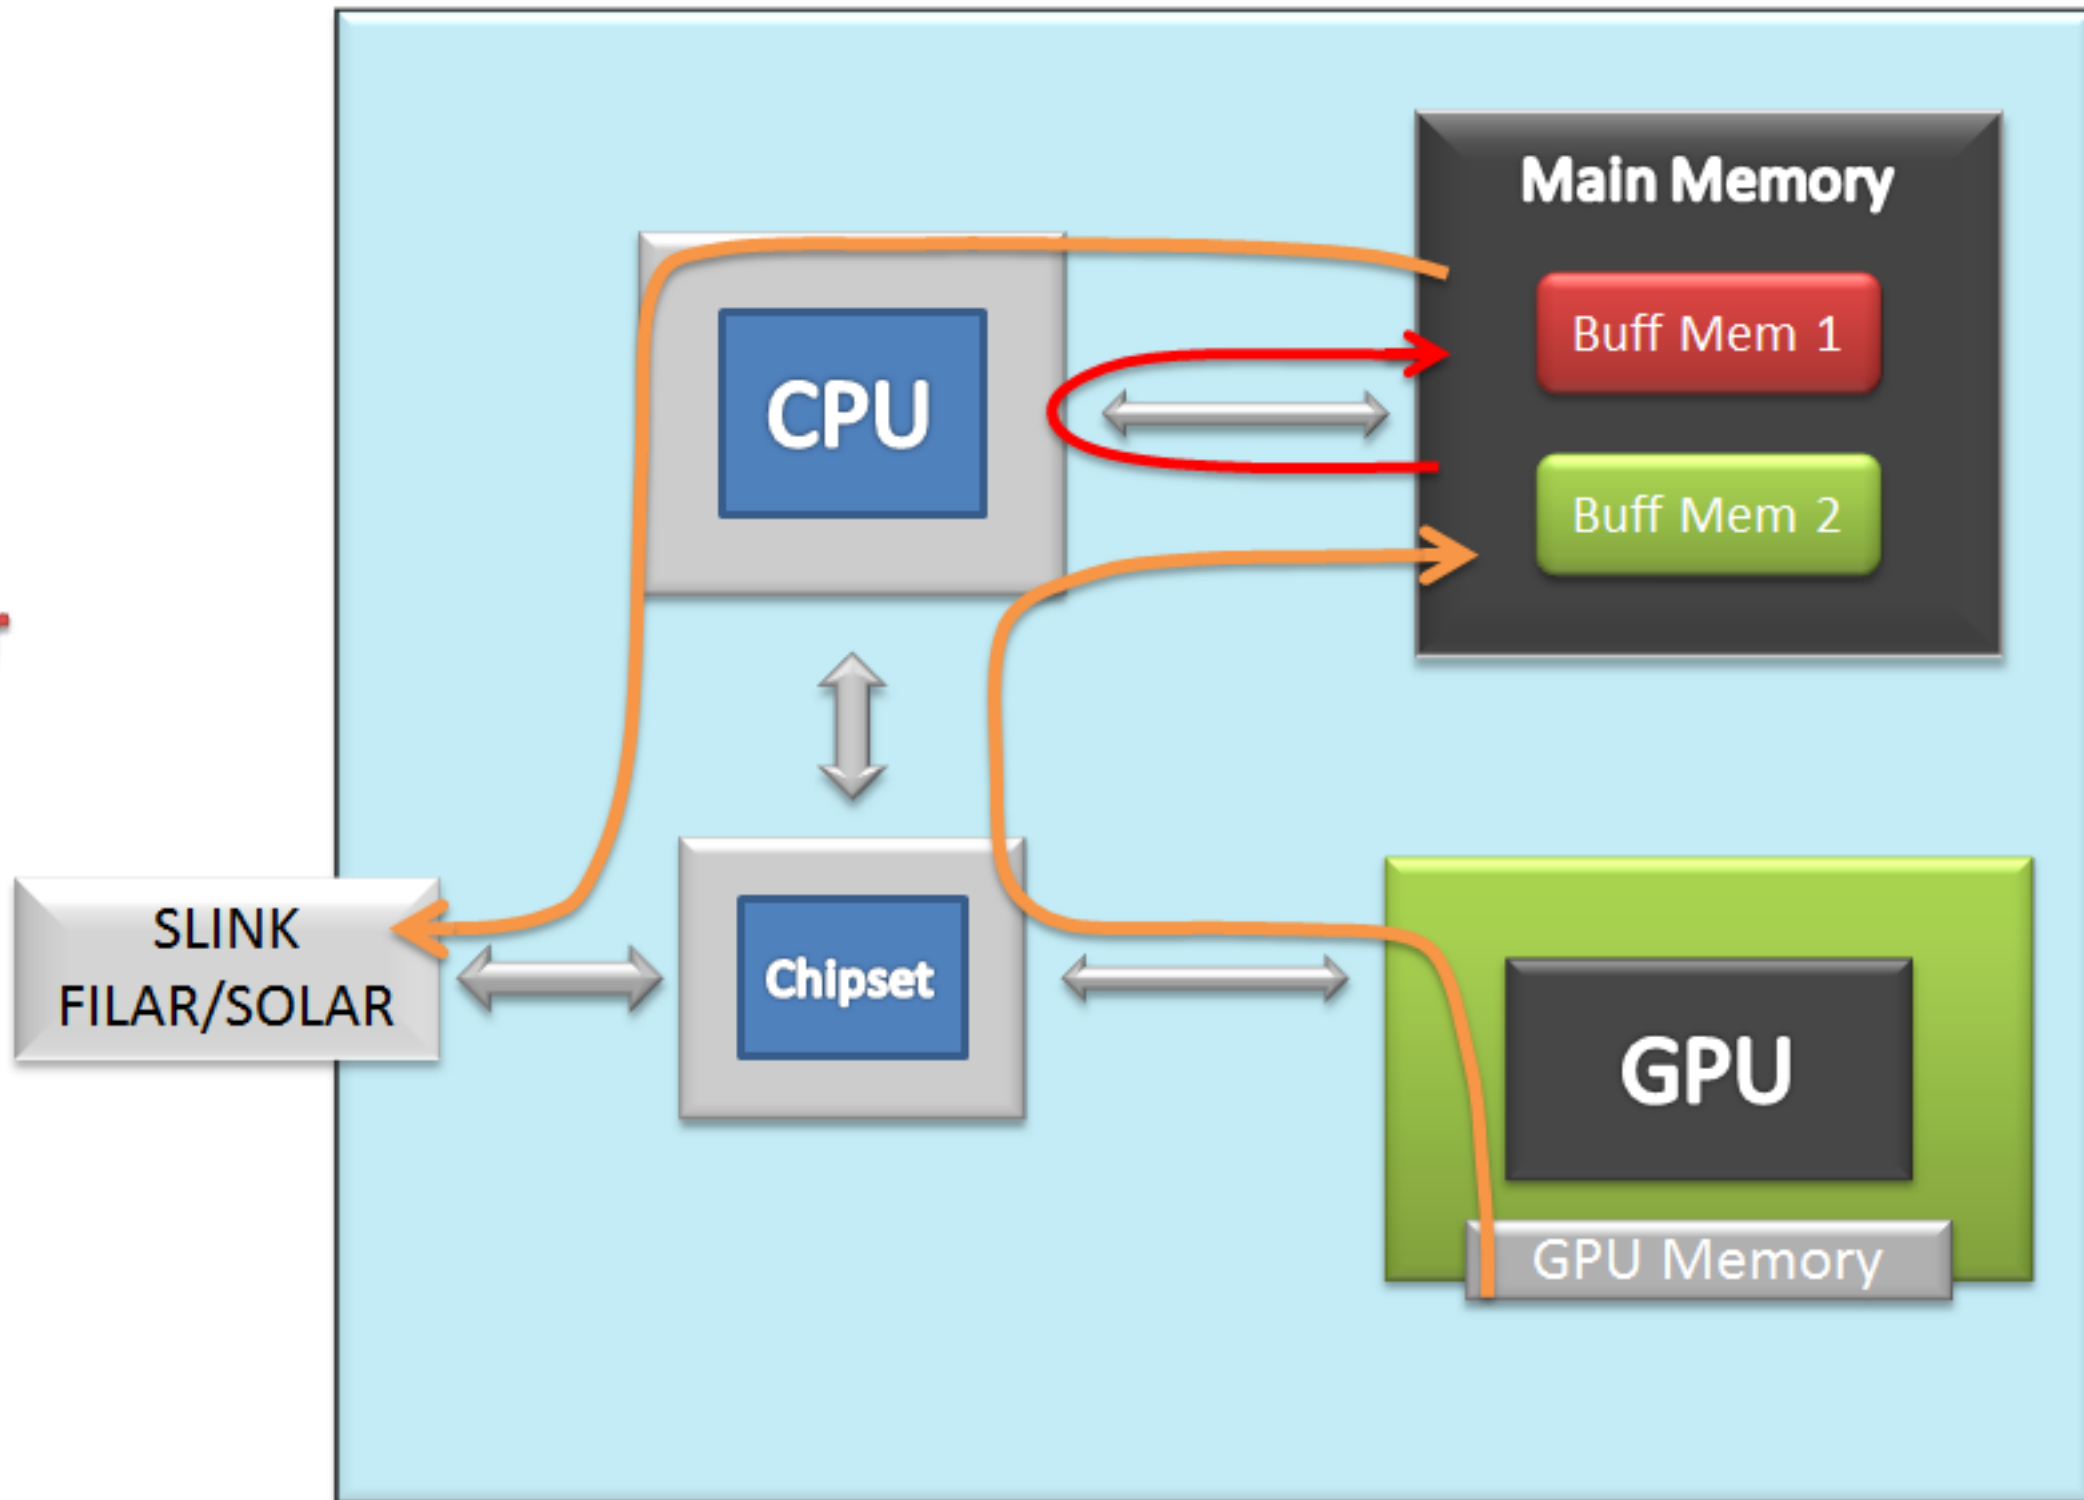 Main Memory
Buff Mem 1
CPU
Buff Mem 2
SLINK
FILAR/SOLAR
Chipset
GPU
GPU Memory